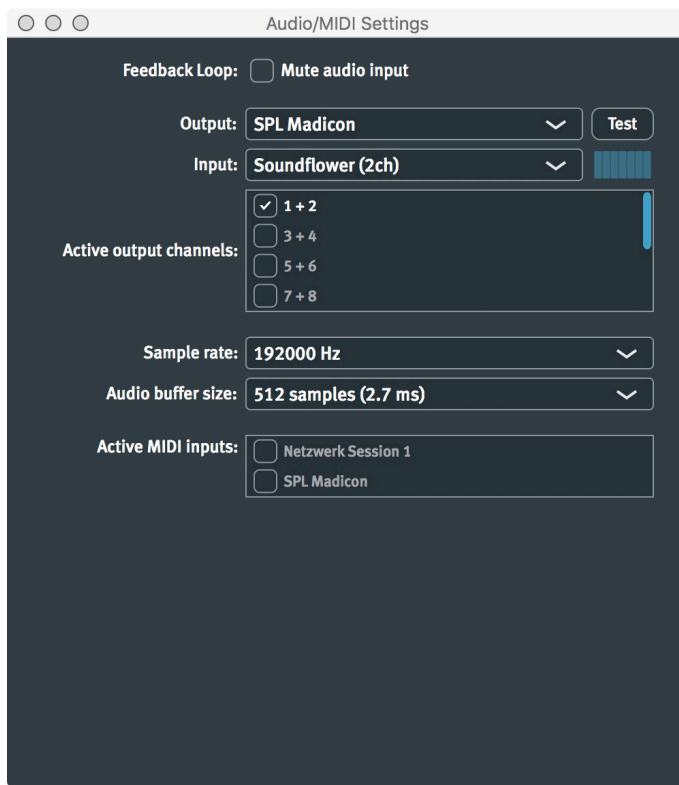 Audio/MIDI Settings
Feedback Loop: Mute audio input
Output: SPL Madicon Test
Input: Soundflower (2ch)
Active output channels:
1 + 2
3 + 4
5 + 6
7 + 8
Sample rate: 192000 Hz
Audio buffer size: 512 samples (2.7 ms)
Active MIDI inputs: Netzwerk Session 1
SPL Madicon